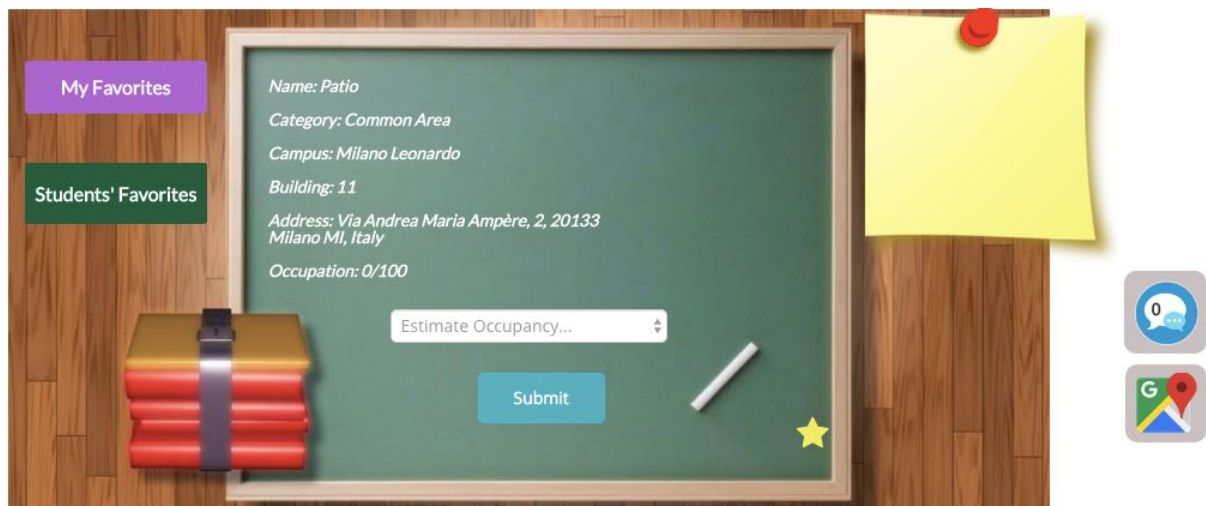 My Favorites
Students' Favorites
Name: Patio
Category: Common Area
Campus: Milano Leonardo
Building: 11
Address: Via Andrea Maria Ampère, 2, 20133
Milano MI, Italy
Occupation: 0/100
Estimate Occupancy...
Submit
0
G